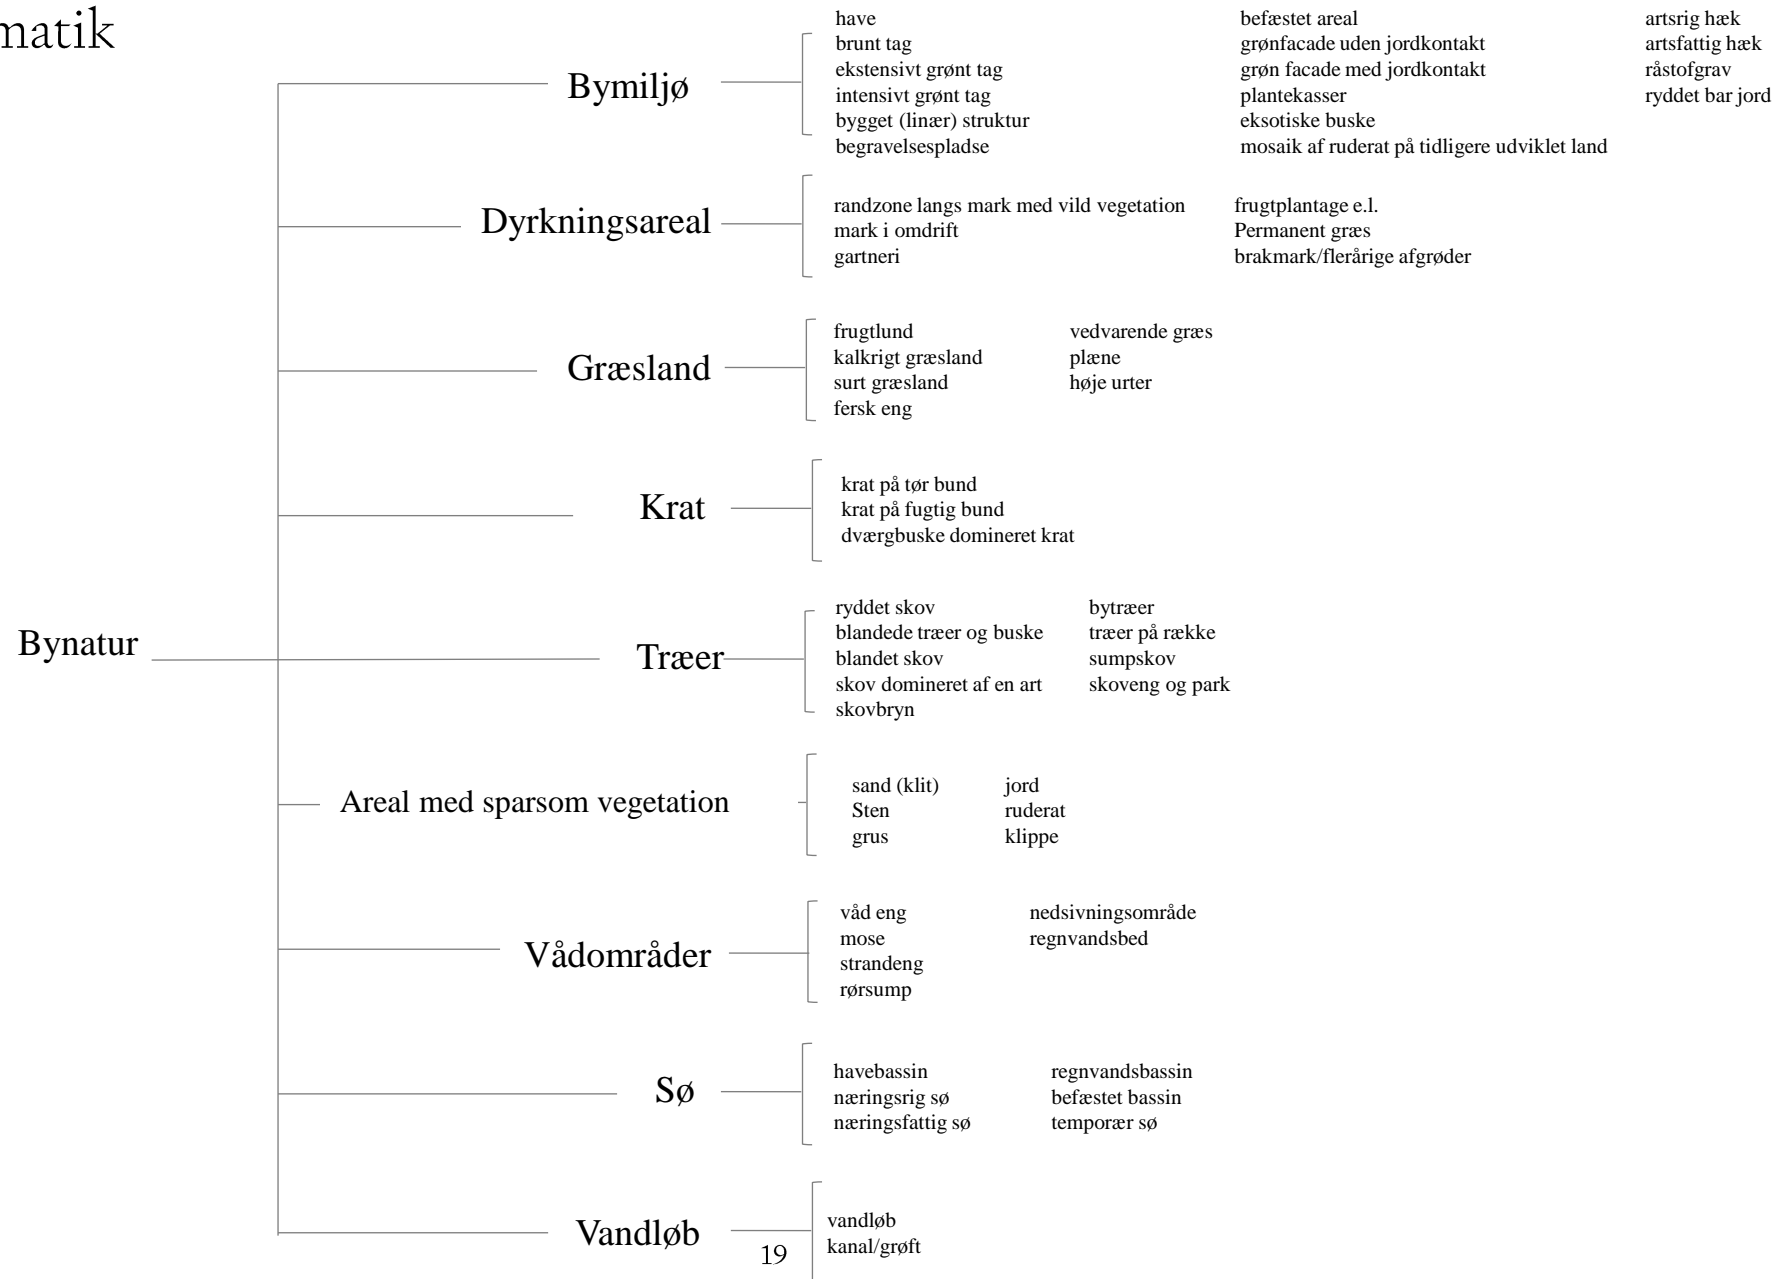 matik
Bynatur
Bymiljø
have
brunt tag
ekstensivt grønt tag
intensivt grønt tag
bygget (linær) struktur
begravelsespladse
befæstet areal
grønfacade uden jordkontakt
grøn facade med jordkontakt
plantekasser
eksotiske buske
mosaik af ruderat på tidligere udviklet land
artsrig hæk
artsfattig hæk
råstofgrav
ryddet bar jord
Dyrkningsareal
randzone langs mark med vild vegetation
mark i omdrift
gartneri
frugtplantage e.l.
Permanent græs
brakmark/flerårige afgrøder
Græsland
frugtlund
kalkrigt græsland
surt græsland
fersk eng
vedvarende græs
plæne
høje urter
Krat
krat på tør bund
krat på fugtig bund
dværgbuske domineret krat
Træer
ryddet skov
blandede træer og buske
blandet skov
skov domineret af en art
skovbryn
bytræer
træer på række
sumpskov
skoveng og park
Areal med sparsom vegetation
sand (klit)
Sten
grus
jord
ruderat
klippe
Vådområder
våd eng
mose
strandeng
rørsump
nedsivningsområde
regnvandsbed
Sø
havebassin
næringsrig sø
næringsfattig sø
regnvandsbassin
befæstet bassin
temporær sø
Vandløb
vandløb
kanal/grøft
19